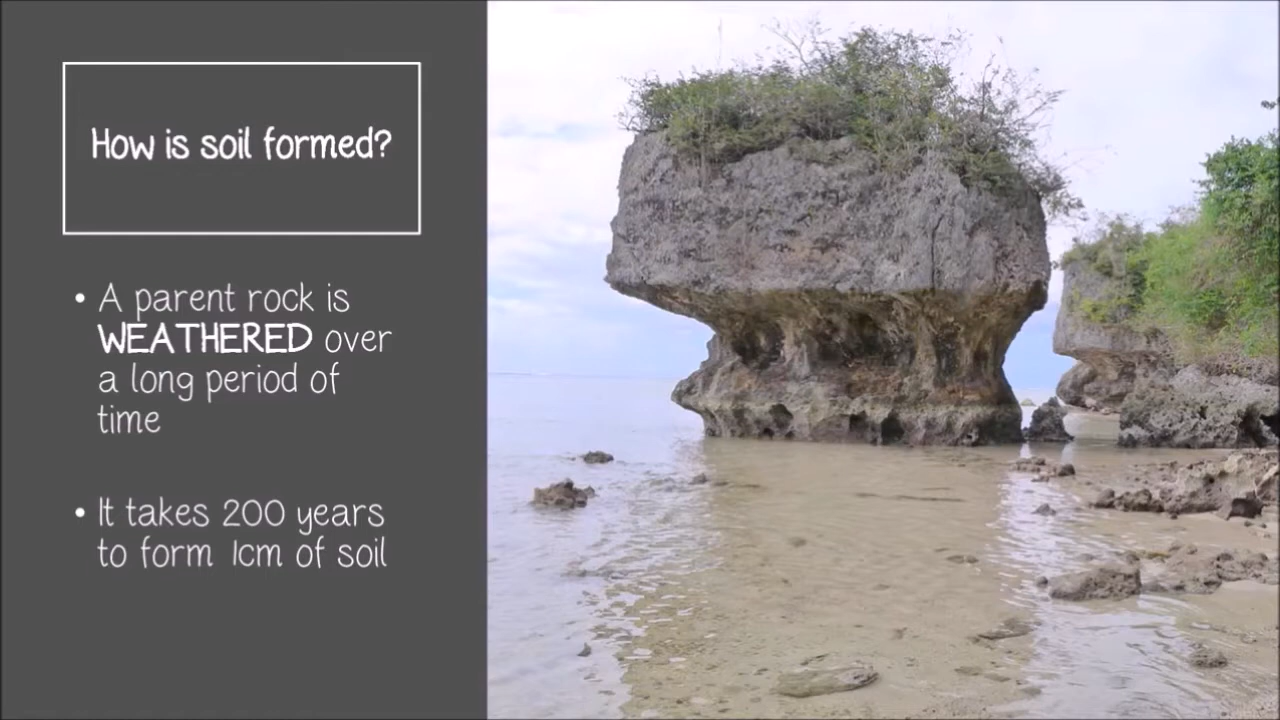 How is soil formed?
• A parent rock is
WEATHERED over
a long period of
time
• It takes 200 years
to form 1cm of soil